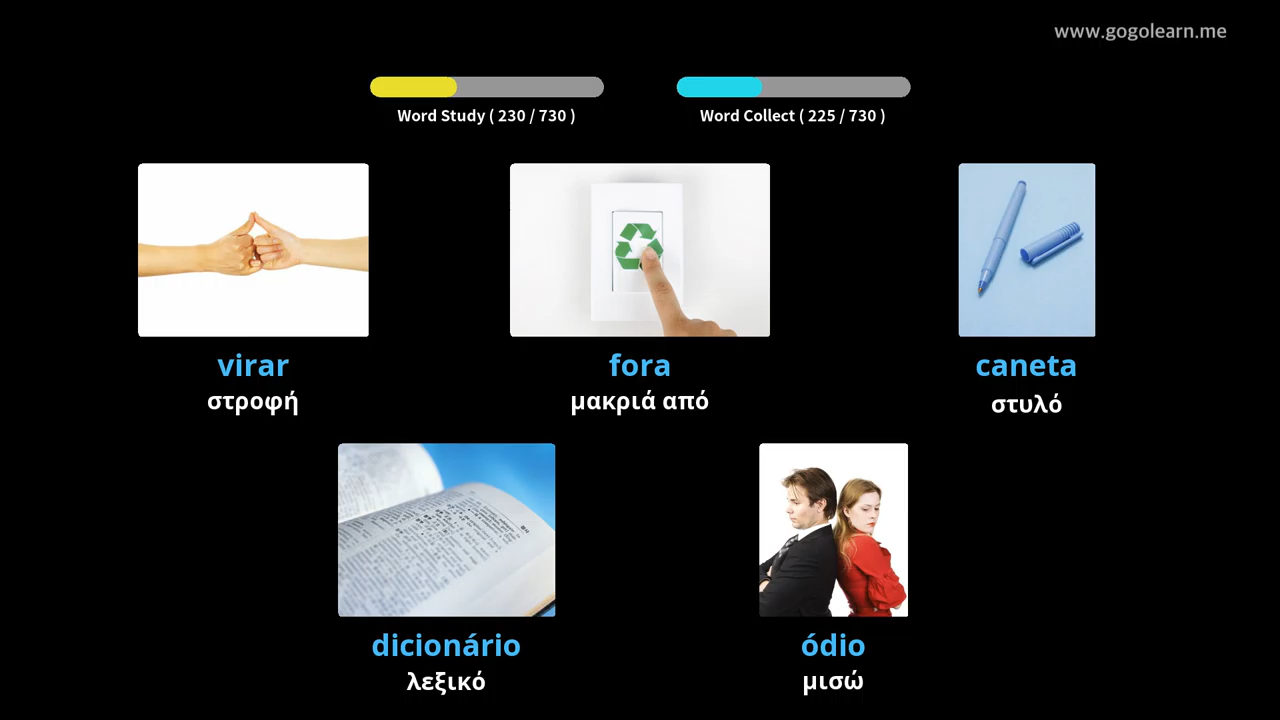 www.gogolearn.me
Word Study ( 230 / 730 )
Word Collect ( 225 / 730 )
virar
στροφή
fora
μακριά από
caneta
στυλό
dicionário
λεξικό
ódio
μισώ